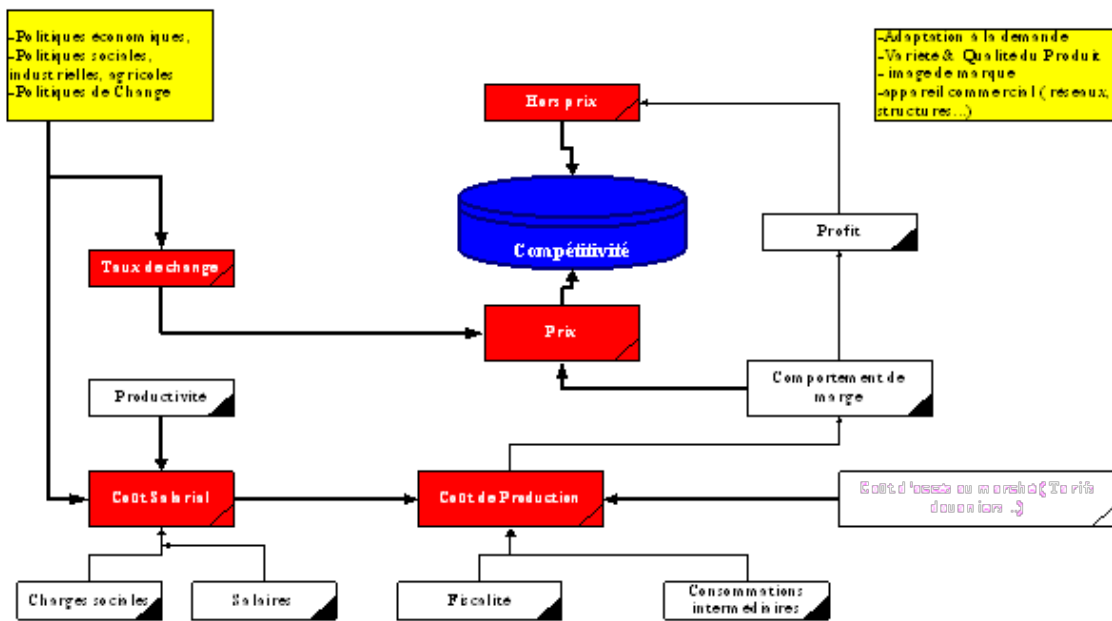 -Politiques économiques,
-Politiques sociales,
industrielles, agricoles
-Politiques de Change
-Adaptation à la demande
-Variété & Qualité du Produit
- image de marque
-appareil commercial ( réseaux,
structures...)
Hors prix
Compétitivité
Profit
Taux de change
Prix
Comportement de
marge
Productivité
Coût Salarial
Coût de Production
Coût d'accès au marché( Tarifs
douaniers ..)
Charges sociales
Salaires
Fiscalité
Consommations
intermédiaires